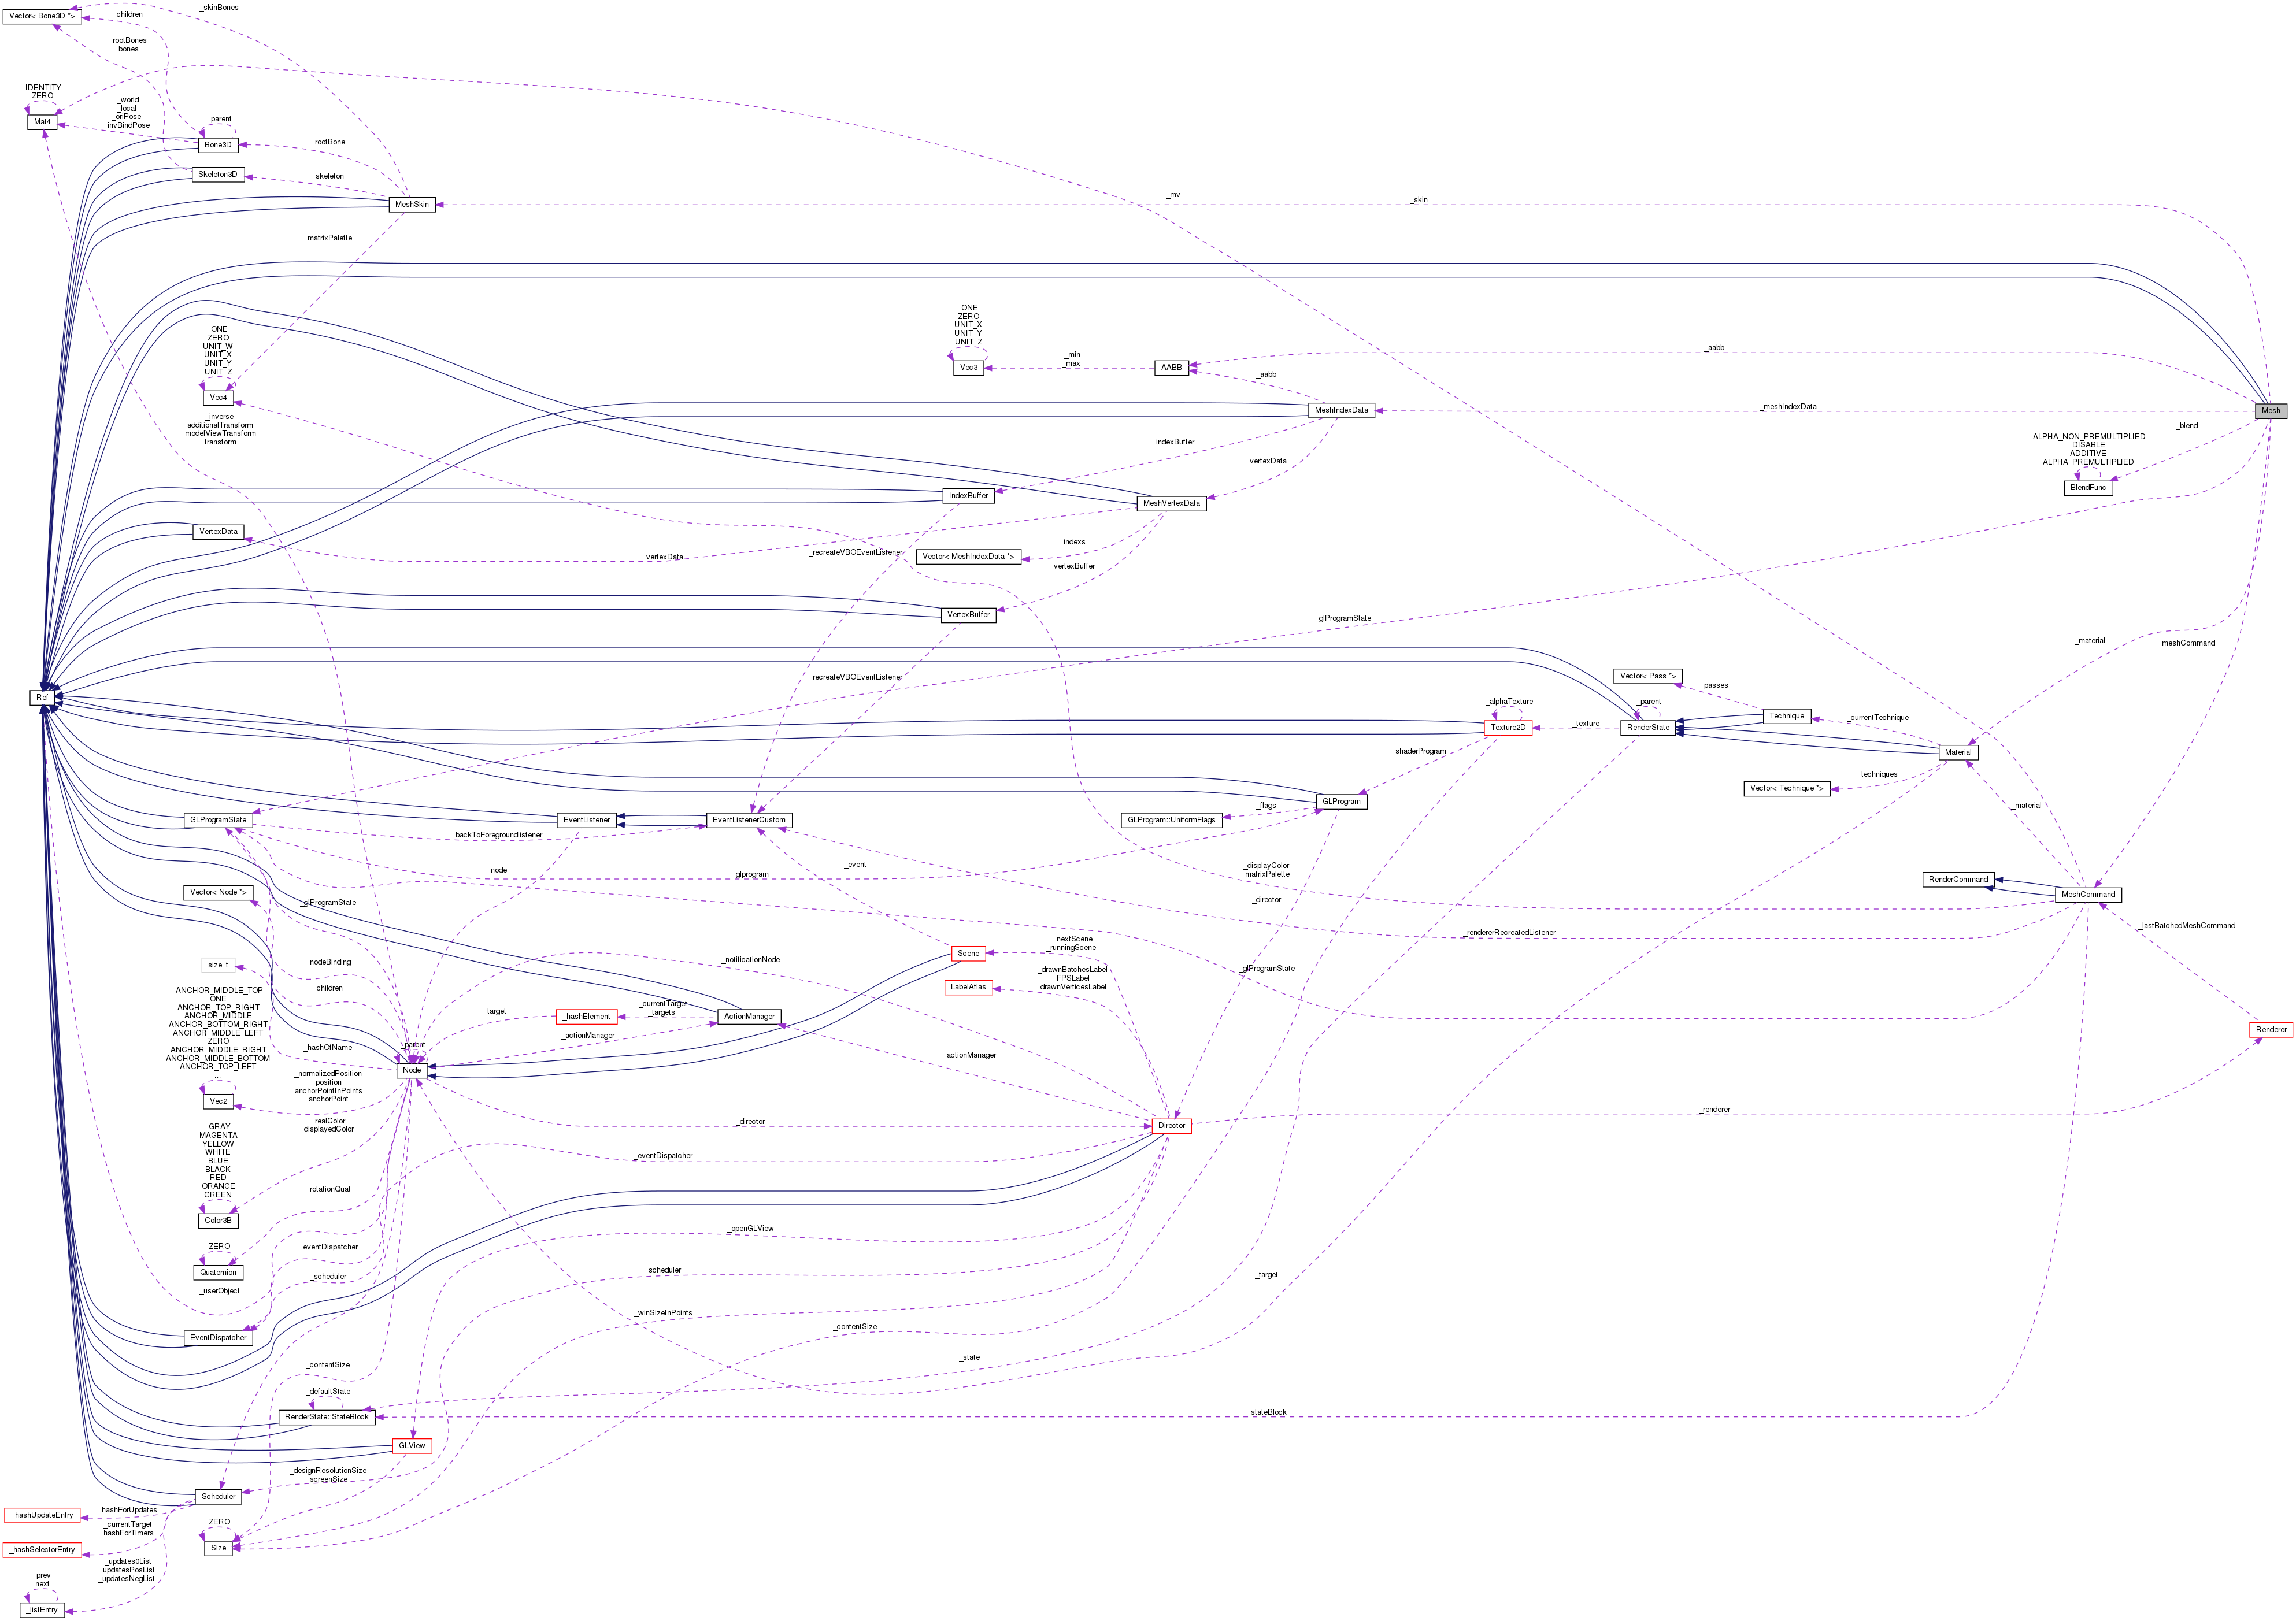 Vector< Bone3D *>
_children
_skinBones
_rootBones
_bones
IDENTITY
ZERO
Mat4
_world
_local
_oriPose
_invBindPose
_parent
Bone3D
_rootBone
Skeleton3D
_skeleton
MeshSkin
_mv
_skin
_matrixPalette
ONE
ZERO
UNIT_W
UNIT_X
UNIT_Y
UNIT_Z
Vec4
ONE
ZERO
UNIT_X
UNIT_Y
UNIT_Z
Vec3
_min
_max
AABB
_aabb
_aabb
_inverse
_additionalTransform
_modelViewTransform
_transform
MeshIndexData
_meshIndexData
Mesh
_blend
ALPHA_NON_PREMULTIPLIED
DISABLE
ADDITIVE
ALPHA_PREMULTIPLIED
BlendFunc
_indexBuffer
_vertexData
IndexBuffer
MeshVertexData
VertexData
_vertexData
_recreateVBOEventListener
_indexs
Vector< MeshIndexData *>
_vertexBuffer
VertexBuffer
_glProgramState
_material
_meshCommand
_recreateVBOEventListener
Vector< Pass *>
_passes
Ref
_alphaTexture
Texture2D
_texture
_parent
RenderState
Technique
_currentTechnique
Material
_shaderProgram
_techniques
Vector< Technique *>
GLProgram
_flags
GLProgram::UniformFlags
_material
GLProgramState
_backToForegroundlistener
EventListener
EventListenerCustom
_event
_node
_glprogram
_displayColor
_matrixPalette
RenderCommand
MeshCommand
Vector< Node *>
_glProgramState
_director
_rendererRecreatedListener
_lastBatchedMeshCommand
_nextScene
_runningScene
Scene
size_t
_nodeBinding
_notificationNode
_glProgramState
_drawnBatchesLabel
_FPSLabel
_drawnVerticesLabel
LabelAtlas
_children
ANCHOR_MIDDLE_TOP
ONE
ANCHOR_TOP_RIGHT
ANCHOR_MIDDLE
ANCHOR_BOTTOM_RIGHT
ANCHOR_MIDDLE_LEFT
ZERO
ANCHOR_MIDDLE_RIGHT
ANCHOR_MIDDLE_BOTTOM
ANCHOR_TOP_LEFT
...
Vec2
target
_hashElement
_currentTarget
_targets
ActionManager
Renderer
_hashOfName
_parent
_actionManager
_actionManager
Node
_normalizedPosition
_position
_anchorPointInPoints
_anchorPoint
_director
Director
_renderer
_realColor
_displayedColor
GRAY
MAGENTA
YELLOW
WHITE
BLUE
BLACK
RED
ORANGE
GREEN
Color3B
_eventDispatcher
_rotationQuat
_openGLView
ZERO
Quaternion
_eventDispatcher
_scheduler
_scheduler
_target
_userObject
_winSizeInPoints
_contentSize
EventDispatcher
_state
_contentSize
_defaultState
RenderState::StateBlock
_stateBlock
GLView
_designResolutionSize
_screenSize
Scheduler
_hashForUpdates
_hashUpdateEntry
_currentTarget
_hashForTimers
ZERO
Size
_hashSelectorEntry
_updates0List
_updatesPosList
_updatesNegList
prev
next
_listEntry